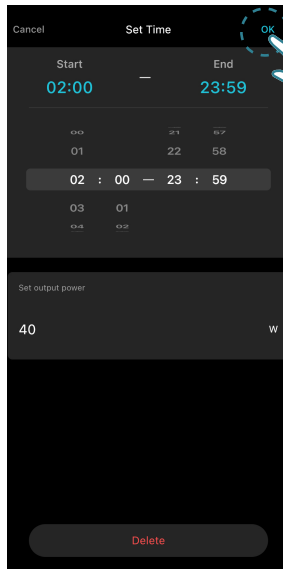 Cancel Set Time OK
Start End
02:00 — 23:59
00 21 57
01 22 58
02 : 00 — 23 : 59
03 01
04 02
Set output power
40 W
Delete